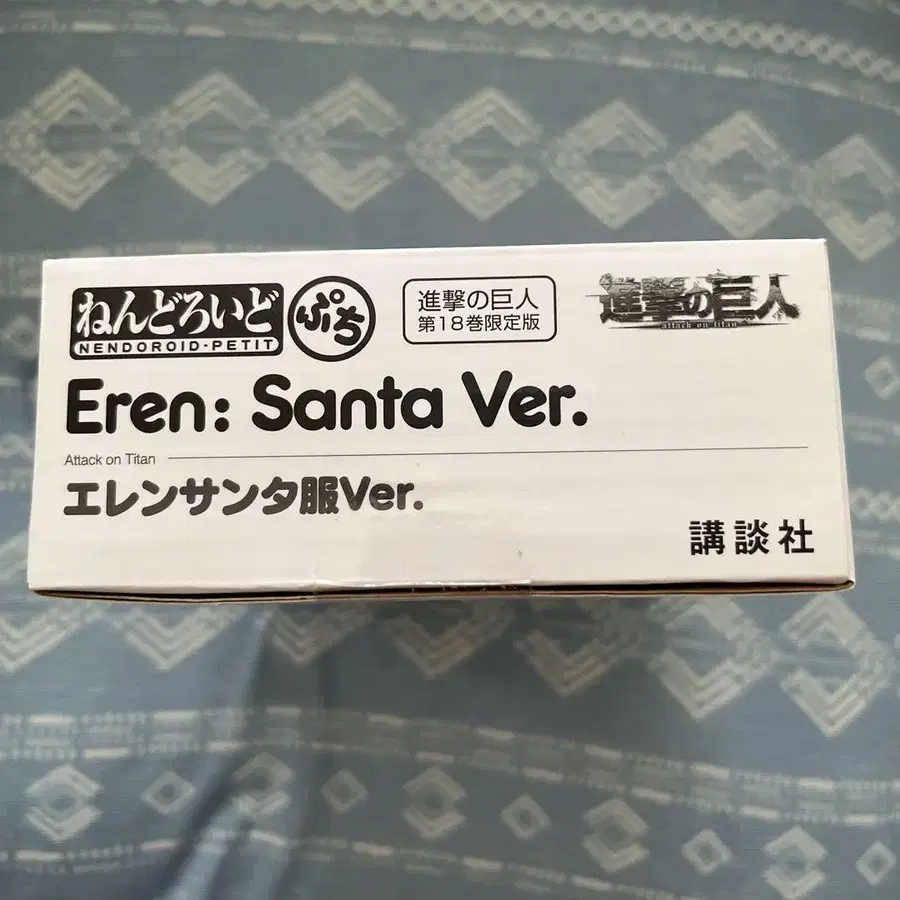 ねんどろいど
NENDOROID·PETIT
ぷち
進撃の巨人
第18巻限定版
進撃の巨人
attack on titan
Eren: Santa Ver.
Attack on Titan
エレンサンタ服Ver.
講談社